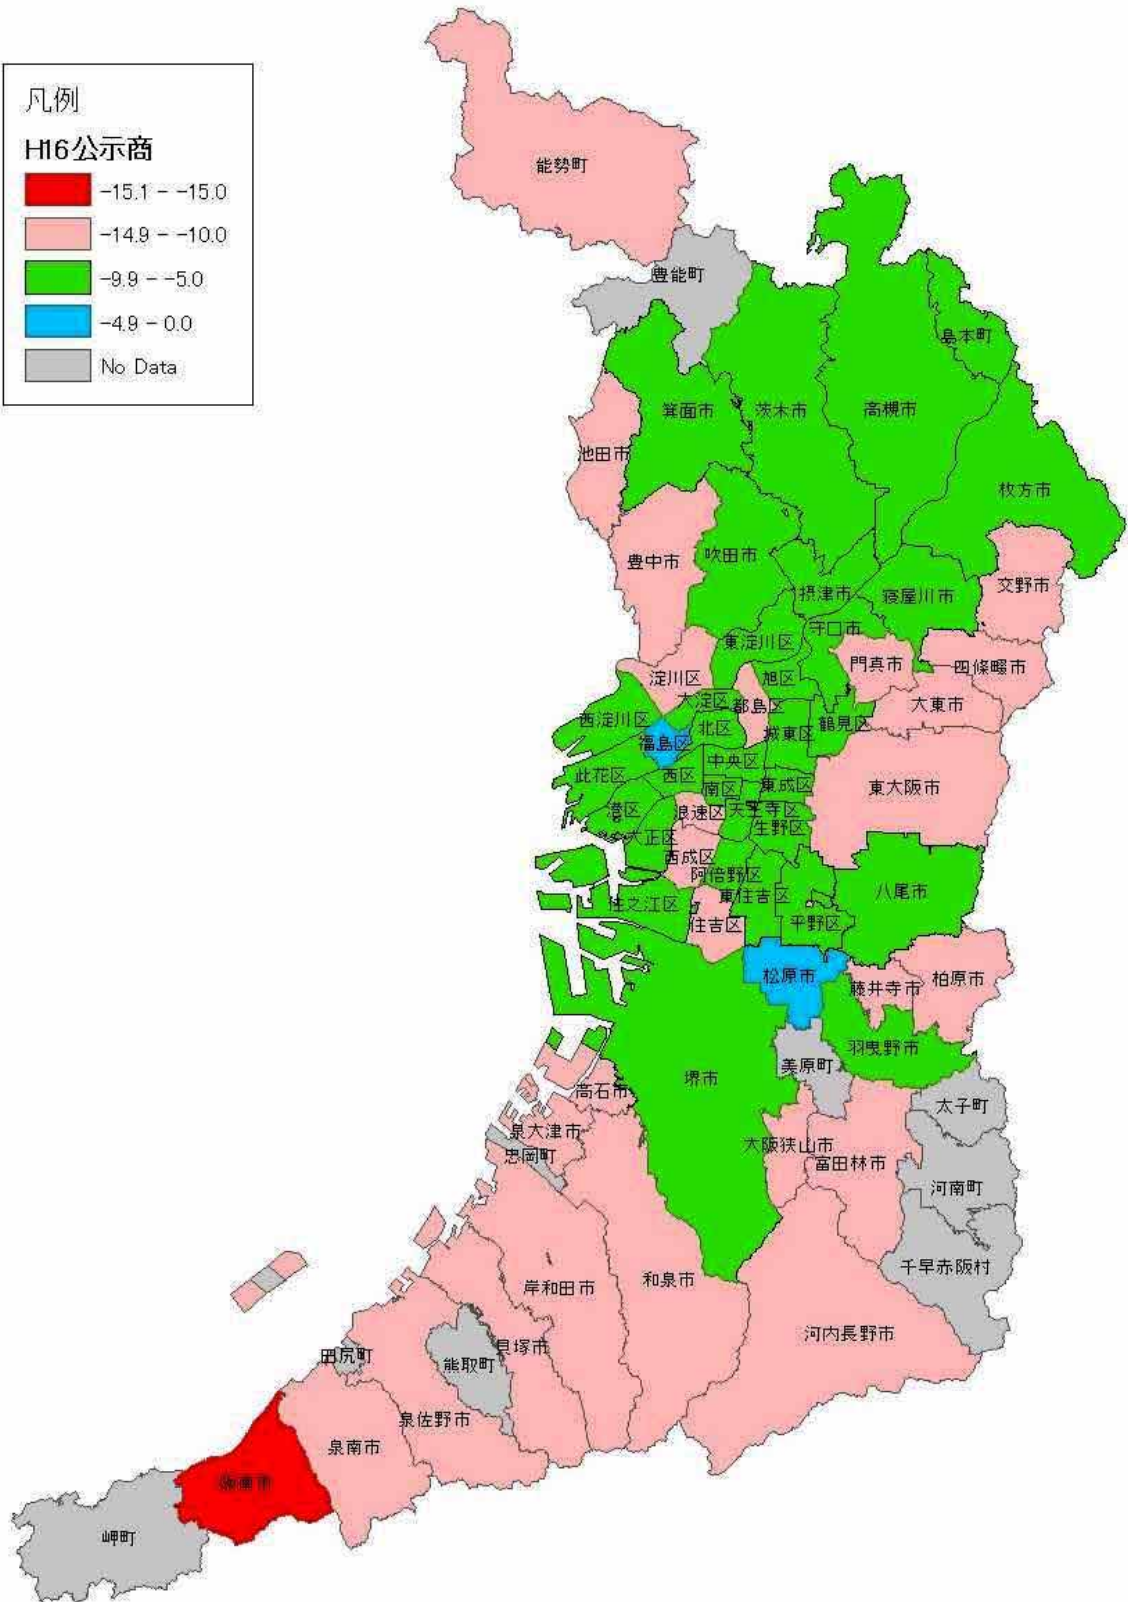 凡例
H16公示商
-15.1 - -15.0
-14.9 - -10.0
-9.9 - -5.0
-4.9 - 0.0
No Data
能勢町
豊能町
島本町
箕面市
茨木市
高槻市
池田市
枚方市
豊中市
吹田市
交野市
摂津市
寝屋川市
守口市
東淀川区
門真市
四條畷市
淀川区
旭区
大淀区
都島区
大東市
西淀川区
鶴見区
北区
城東区
福島区
中央区
此花区
西区
東成区
東大阪市
南区
港区
浪速区
天王寺区
大正区
生野区
西成区
阿倍野区
八尾市
東住吉区
住之江区
住吉区
平野区
松原市
柏原市
藤井寺市
羽曳野市
美原町
堺市
高石市
太子町
泉大津市
大阪狭山市
忠岡町
富田林市
河南町
千早赤阪村
岸和田市
和泉市
河内長野市
貝塚市
田尻町
熊取町
泉佐野市
泉南市
岬町